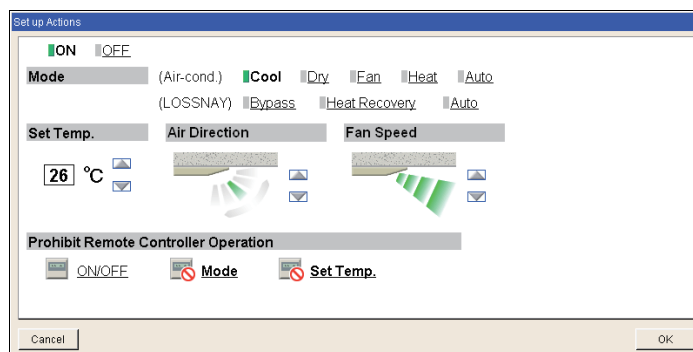 Set up Actions
ON OFF
Mode (Air-cond.) Cool Dry Fan Heat Auto
(LOSSNAY) Bypass Heat Recovery Auto
Set Temp. Air Direction Fan Speed
26 °C
Prohibit Remote Controller Operation
ON/OFF Mode Set Temp.
Cancel OK